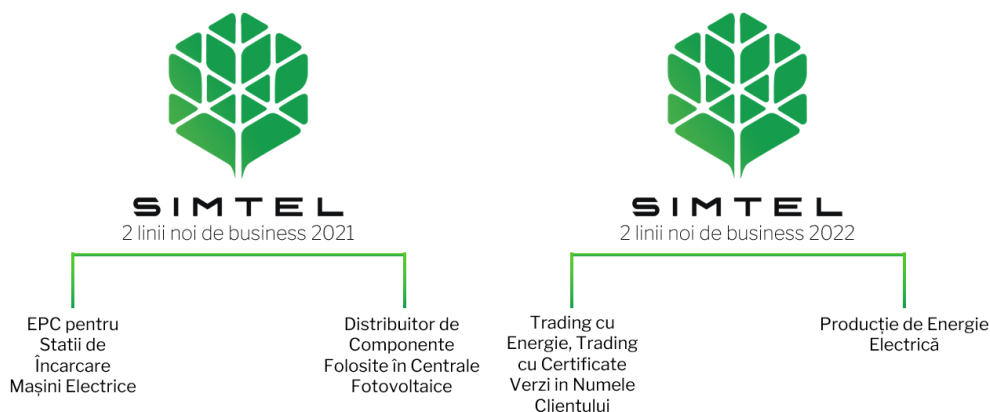 SIMTEL
2 linii noi de business 2021
EPC pentru
Statii de
Încarcare
Mașini Electrice
Distribuitor de
Componente
Folosite în Centrale
Fotovoltaice
SIMTEL
2 linii noi de business 2022
Trading cu
Energie, Trading
cu Certificate
Verzi in Numele
Clientului
Producție de Energie
Electrică